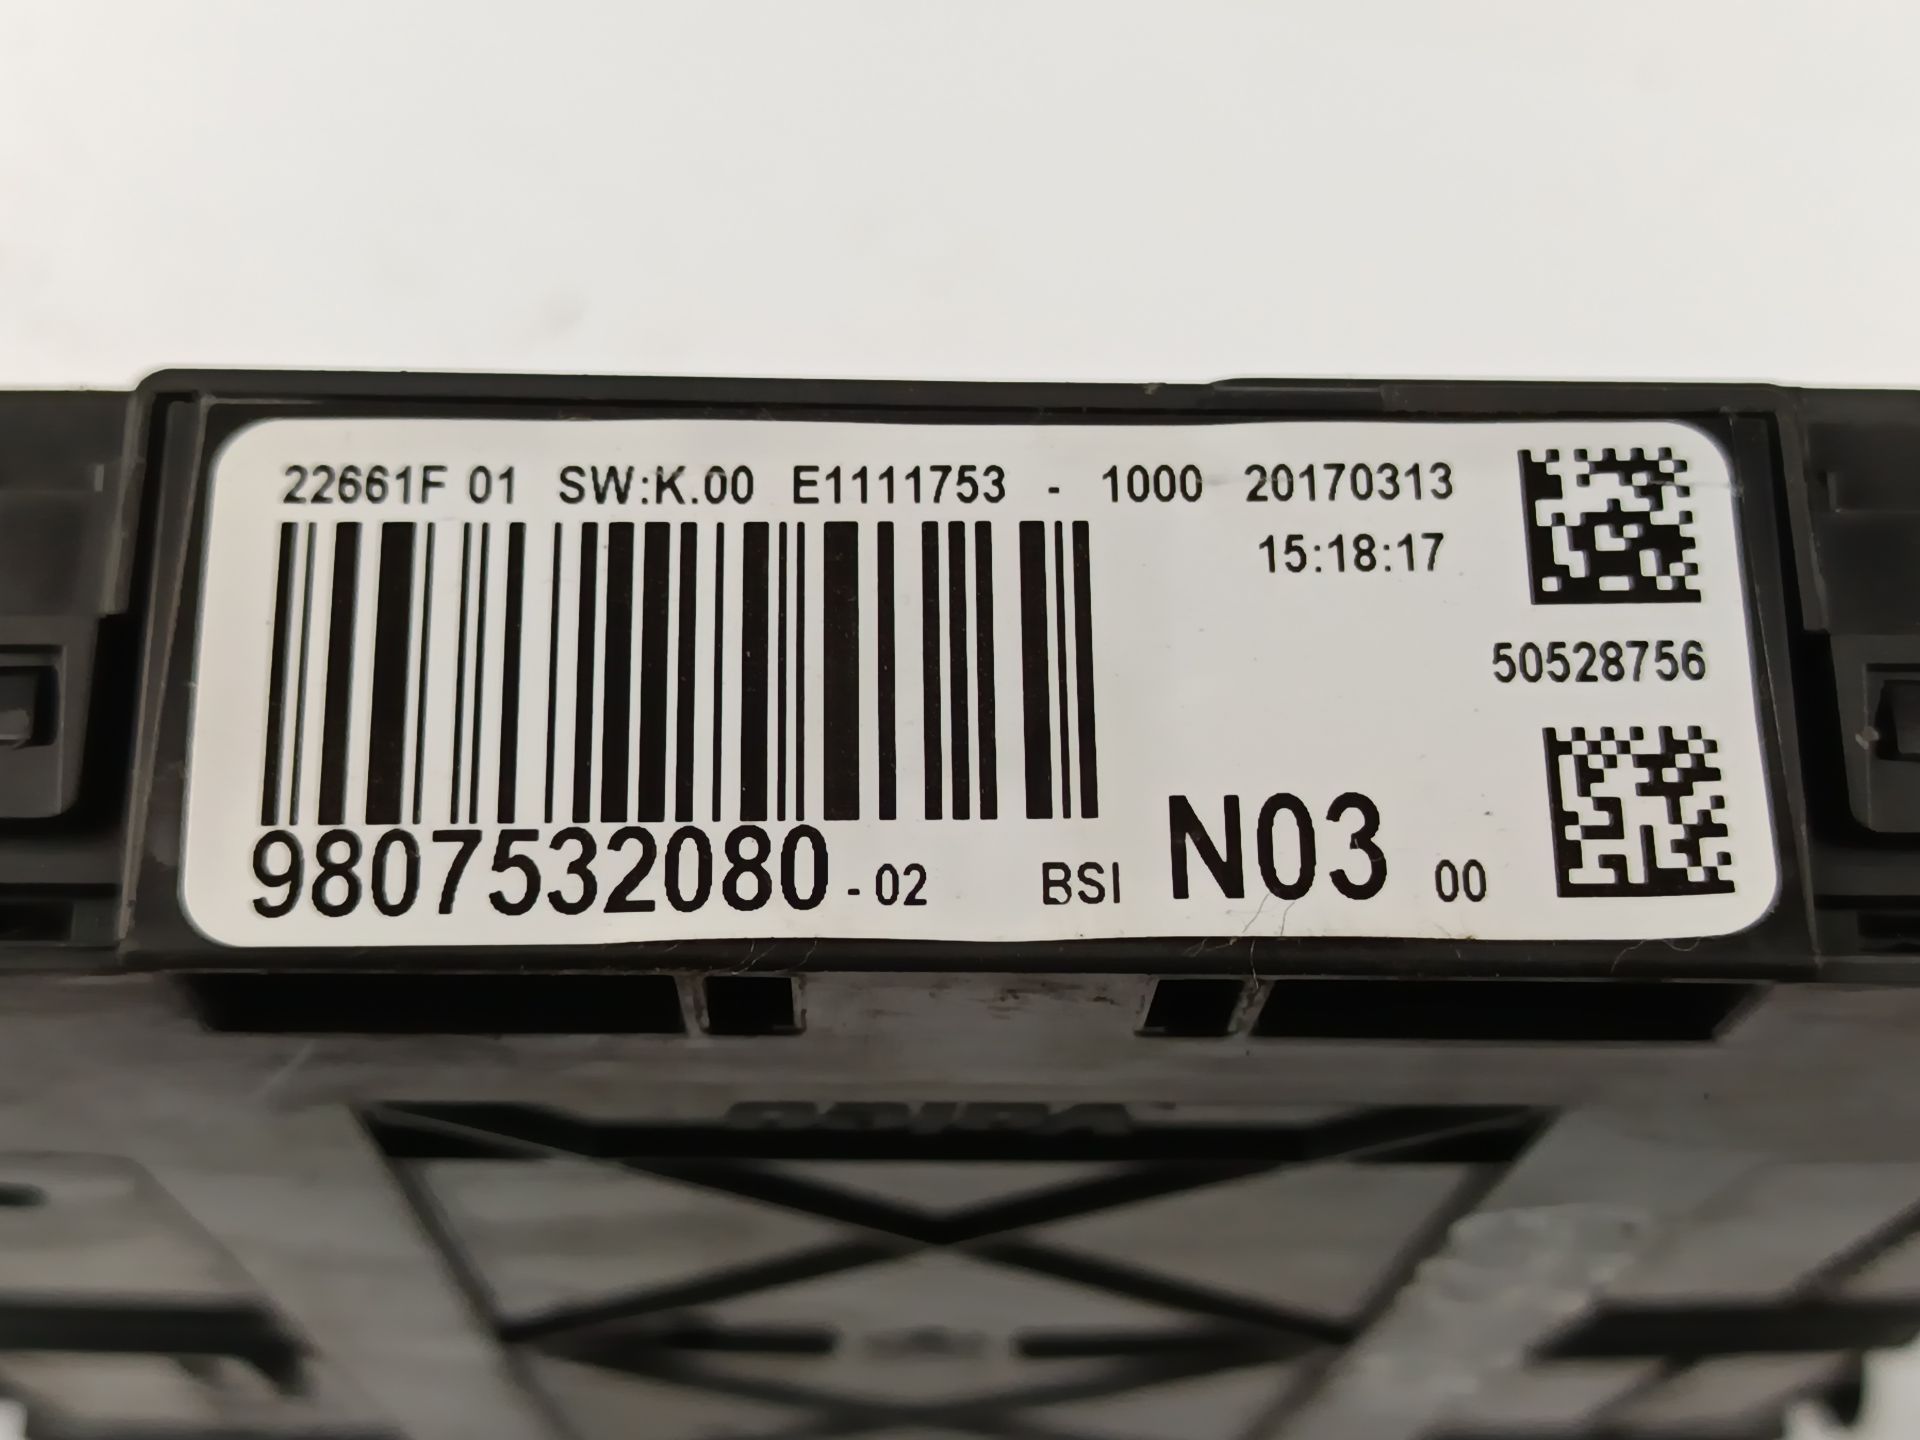 22661F 01 SW:K.00 E1111753 - 1000 20170313
15:18:17
50528756
9807532080-02 BSI N03 00